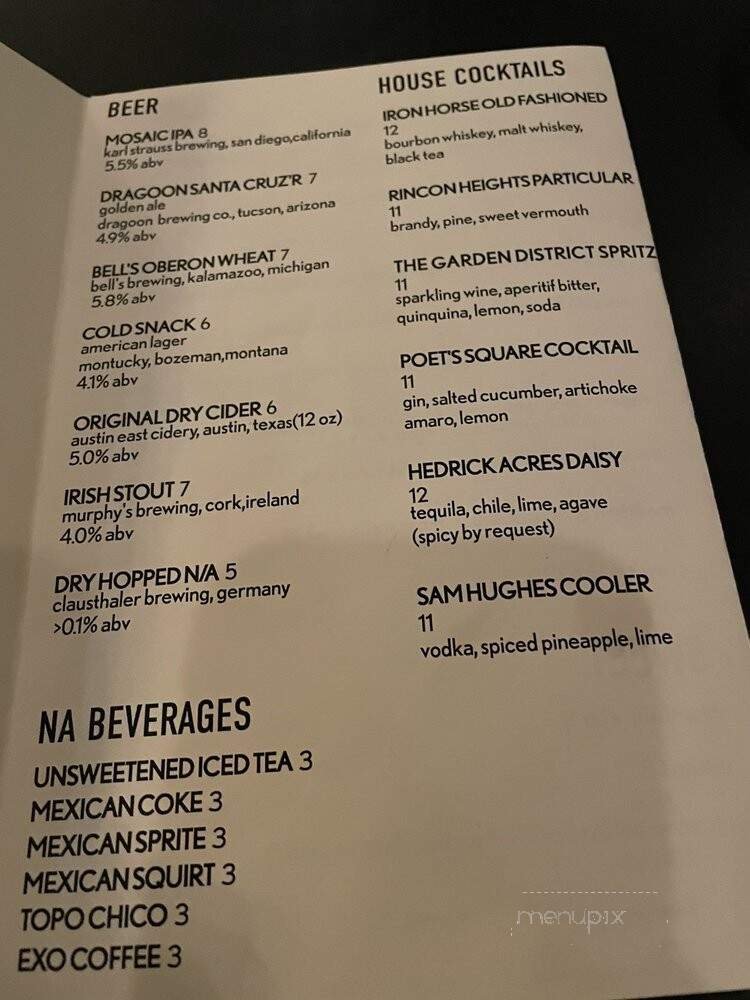 BEER
MOSAIC IPA 8
karl strauss brewing, san diego,california
5.5% abv
DRAGOON SANTA CRUZ'R 7
golden ale
dragoon brewing co., tucson, arizona
4.9% abv
BELL'S OBERON WHEAT 7
bell's brewing, kalamazoo, michigan
5.8% abv
COLD SNACK 6
american lager
montucky, bozeman,montana
4.1% abv
ORIGINAL DRY CIDER 6
austin east cidery, austin, texas(12 oz)
5.0% abv
IRISH STOUT 7
murphy's brewing, cork,ireland
4.0% abv
DRY HOPPED N/A 5
clausthaler brewing, germany
>0.1% abv
NA BEVERAGES
UNSWEETENED ICED TEA 3
MEXICAN COKE 3
MEXICAN SPRITE 3
MEXICAN SQUIRT 3
TOPO CHICO 3
EXO COFFEE 3
HOUSE COCKTAILS
IRON HORSE OLD FASHIONED
12
bourbon whiskey, malt whiskey,
black tea
RINCON HEIGHTS PARTICULAR
11
brandy, pine, sweet vermouth
THE GARDEN DISTRICT SPRITZ
11
sparkling wine, aperitif bitter,
quinquina, lemon, soda
POET'S SQUARE COCKTAIL
11
gin, salted cucumber, artichoke
amaro, lemon
HEDRICK ACRES DAISY
12
tequila, chile, lime, agave
(spicy by request)
SAM HUGHES COOLER
11
vodka, spiced pineapple, lime
menupix